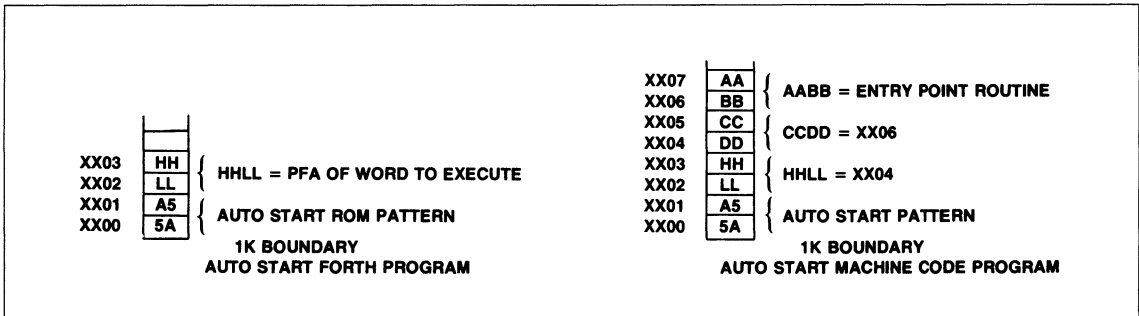 XX03 HH
XX02 LL
HHLL = PFA OF WORD TO EXECUTE
XX01 A5
XX00 5A
AUTO START ROM PATTERN
1K BOUNDARY
AUTO START FORTH PROGRAM
XX07 AA
XX06 BB
AABB = ENTRY POINT ROUTINE
XX05 CC
XX04 DD
CCDD = XX06
XX03 HH
XX02 LL
HHLL = XX04
XX01 A5
XX00 5A
AUTO START PATTERN
1K BOUNDARY
AUTO START MACHINE CODE PROGRAM